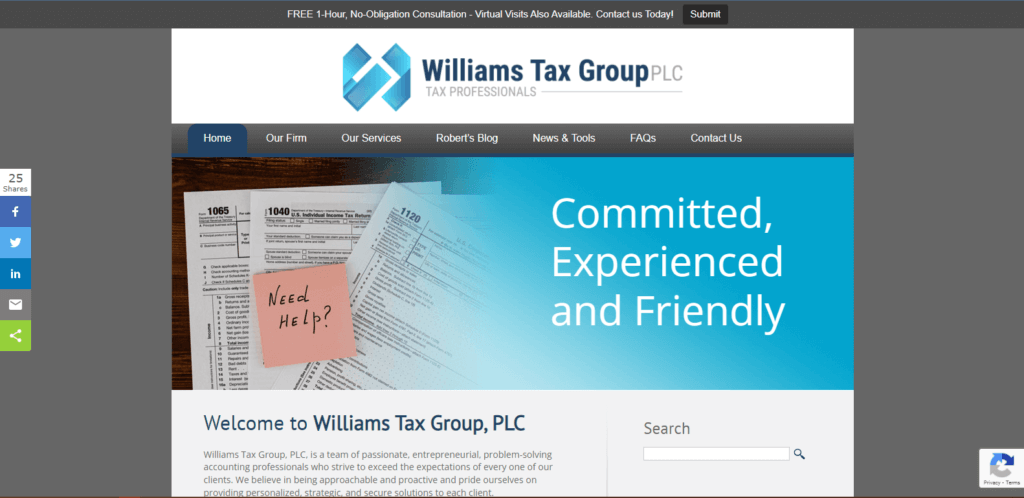 FREE 1-Hour, No-Obligation Consultation - Virtual Visits Also Available. Contact us Today! Submit
Williams Tax Group PLC
TAX PROFESSIONALS
Home Our Firm Our Services Robert's Blog News & Tools FAQs Contact Us
25
Shares
1065
1040 U.S. Individual Income Tax Return
1120
NEED
HELP?
Committed,
Experienced
and Friendly
Welcome to Williams Tax Group, PLC
Williams Tax Group, PLC, is a team of passionate, entrepreneurial, problem-solving
accounting professionals who strive to exceed the expectations of every one of our
clients. We believe in being approachable and proactive and pride ourselves on
providing personalized, strategic, and secure solutions to each client.
Search
Privacy - Terms